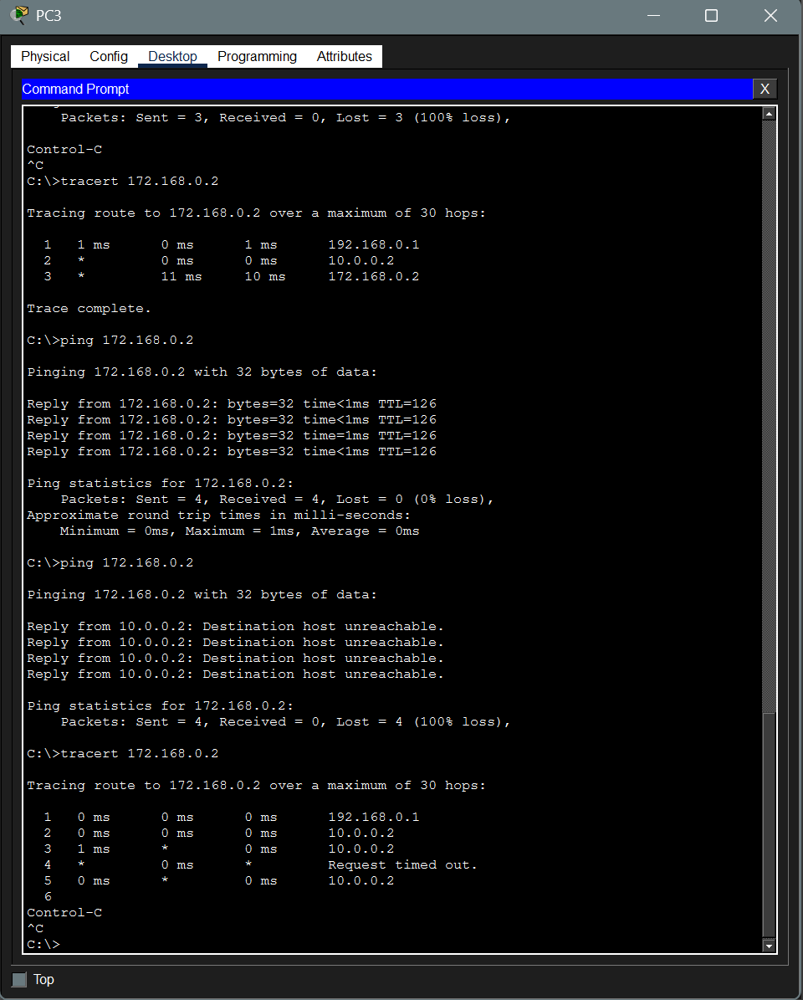 PC3
Physical Config Desktop Programming Attributes
Command Prompt X
Packets: Sent = 3, Received = 0, Lost = 3 (100% loss),
Control-C
^C
C:\>tracert 172.168.0.2
Tracing route to 172.168.0.2 over a maximum of 30 hops:
1 1 ms 0 ms 1 ms 192.168.0.1
2 * 0 ms 0 ms 10.0.0.2
3 * 11 ms 10 ms 172.168.0.2
Trace complete.
C:\>ping 172.168.0.2
Pinging 172.168.0.2 with 32 bytes of data:
Reply from 172.168.0.2: bytes=32 time<1ms TTL=126
Reply from 172.168.0.2: bytes=32 time<1ms TTL=126
Reply from 172.168.0.2: bytes=32 time=1ms TTL=126
Reply from 172.168.0.2: bytes=32 time<1ms TTL=126
Ping statistics for 172.168.0.2:
Packets: Sent = 4, Received = 4, Lost = 0 (0% loss),
Approximate round trip times in milli-seconds:
Minimum = 0ms, Maximum = 1ms, Average = 0ms
C:\>ping 172.168.0.2
Pinging 172.168.0.2 with 32 bytes of data:
Reply from 10.0.0.2: Destination host unreachable.
Reply from 10.0.0.2: Destination host unreachable.
Reply from 10.0.0.2: Destination host unreachable.
Reply from 10.0.0.2: Destination host unreachable.
Ping statistics for 172.168.0.2:
Packets: Sent = 4, Received = 0, Lost = 4 (100% loss),
C:\>tracert 172.168.0.2
Tracing route to 172.168.0.2 over a maximum of 30 hops:
1 0 ms 0 ms 0 ms 192.168.0.1
2 0 ms 0 ms 0 ms 10.0.0.2
3 1 ms * 0 ms 10.0.0.2
4 * 0 ms * Request timed out.
5 0 ms * 0 ms 10.0.0.2
6
Control-C
^C
C:\>
Top